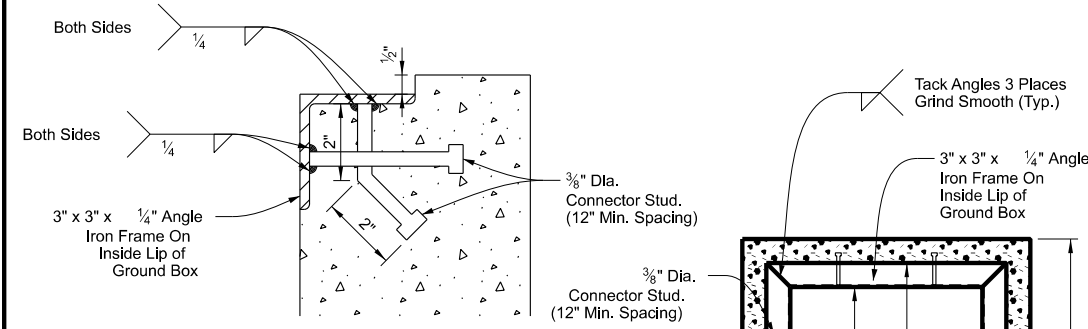 Both Sides
1/4
1/2"
Both Sides
1/4
2"
2"
3" x 3" x 1/4" Angle
Iron Frame On
Inside Lip of
Ground Box
3/8" Dia.
Connector Stud.
(12" Min. Spacing)
Tack Angles 3 Places
Grind Smooth (Typ.)
3" x 3" x 1/4" Angle
Iron Frame On
Inside Lip of
Ground Box
3/8" Dia.
Connector Stud.
(12" Min. Spacing)